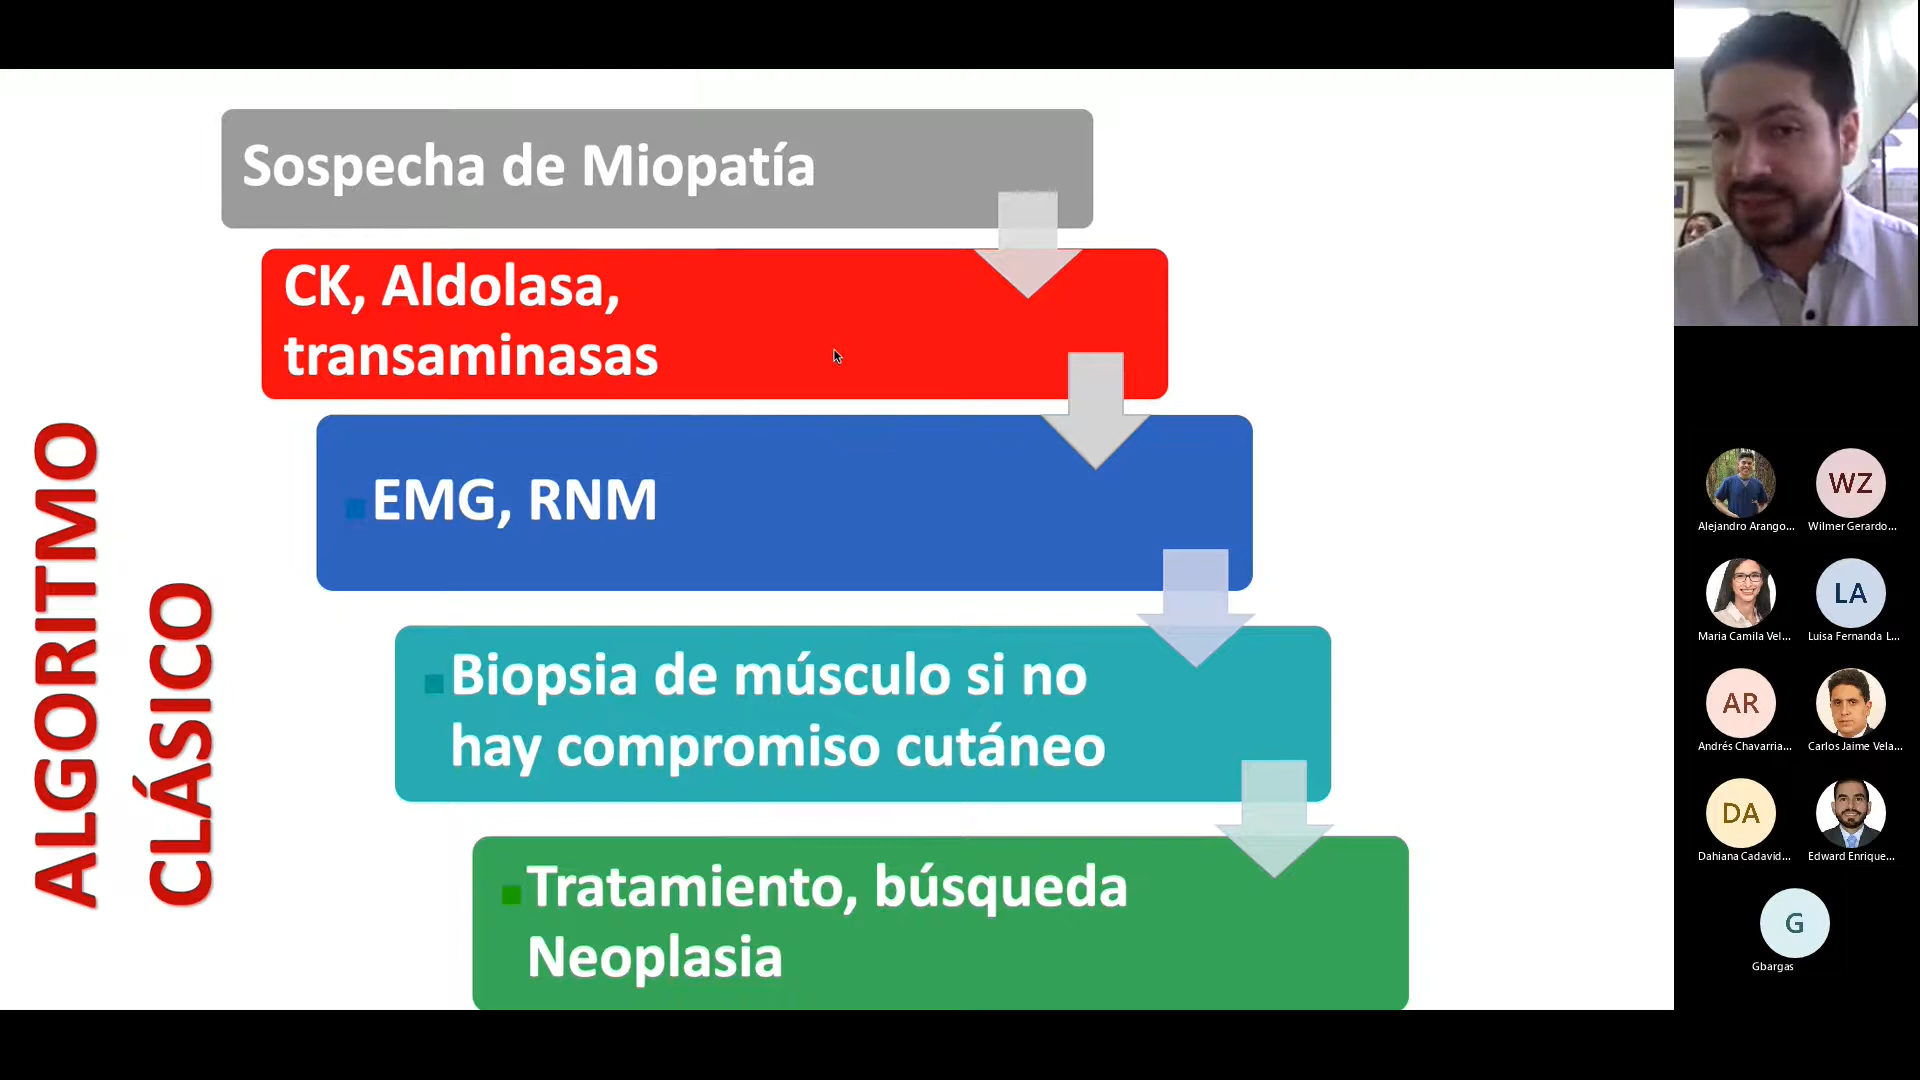 ALGORITMO
CLÁSICO
Sospecha de Miopatía
CK, Aldolasa,
transaminasas
EMG, RNM
Biopsia de músculo si no
hay compromiso cutáneo
Tratamiento, búsqueda
Neoplasia
WZ
Alejandro Arango...
Wilmer Gerardo...
LA
Maria Camila Vel...
Luisa Fernanda L...
AR
Andrés Chavarria...
Carlos Jaime Vela...
DA
Dahiana Cadavid...
Edward Enrique...
G
Gbargas